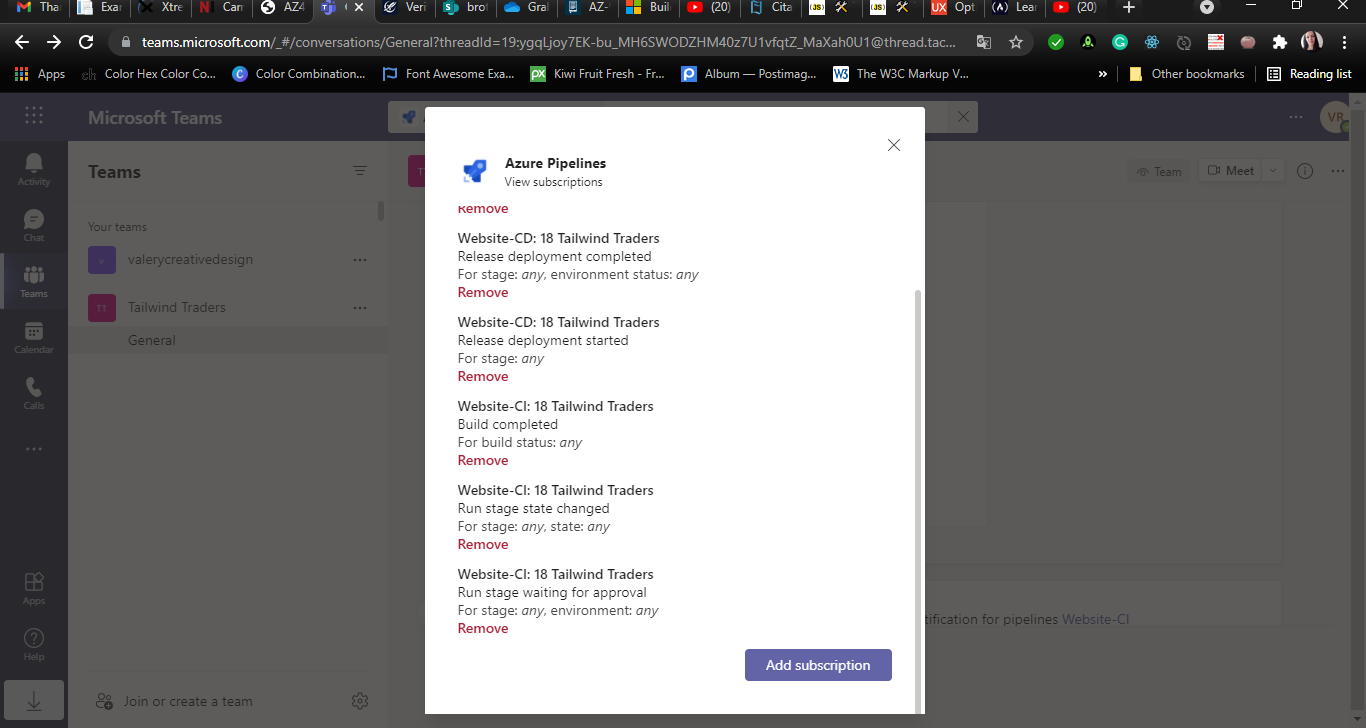 Tha
Exar
Xtre
Car
AZ4
Veri
brot
Gral
AZ-
Buil
(20)
Cita
(JS)
(JS)
UX Opt
Lear
(20)
teams.microsoft.com/_#/conversations/General?threadId=19:ygqLjoy7EK-bu_MH6SWODZHM40z7U1vfqtZ_MaXah0U1@thread.tac...
Apps
Color Hex Color Co...
Color Combination...
Font Awesome Exa...
Kiwi Fruit Fresh - Fr...
Album — Postimag...
The W3C Markup V...
»
Other bookmarks
Reading list
Microsoft Teams
VR
Activity
Chat
Teams
Calendar
Calls
Apps
Help
Teams
Your teams
v valerycreativedesign
TT Tailwind Traders
General
Join or create a team
Team
Meet
Azure Pipelines
View subscriptions
Remove
Website-CD: 18 Tailwind Traders
Release deployment completed
For stage: any, environment status: any
Remove
Website-CD: 18 Tailwind Traders
Release deployment started
For stage: any
Remove
Website-CI: 18 Tailwind Traders
Build completed
For build status: any
Remove
Website-CI: 18 Tailwind Traders
Run stage state changed
For stage: any, state: any
Remove
Website-CI: 18 Tailwind Traders
Run stage waiting for approval
For stage: any, environment: any
Remove
Add subscription
tification for pipelines Website-CI